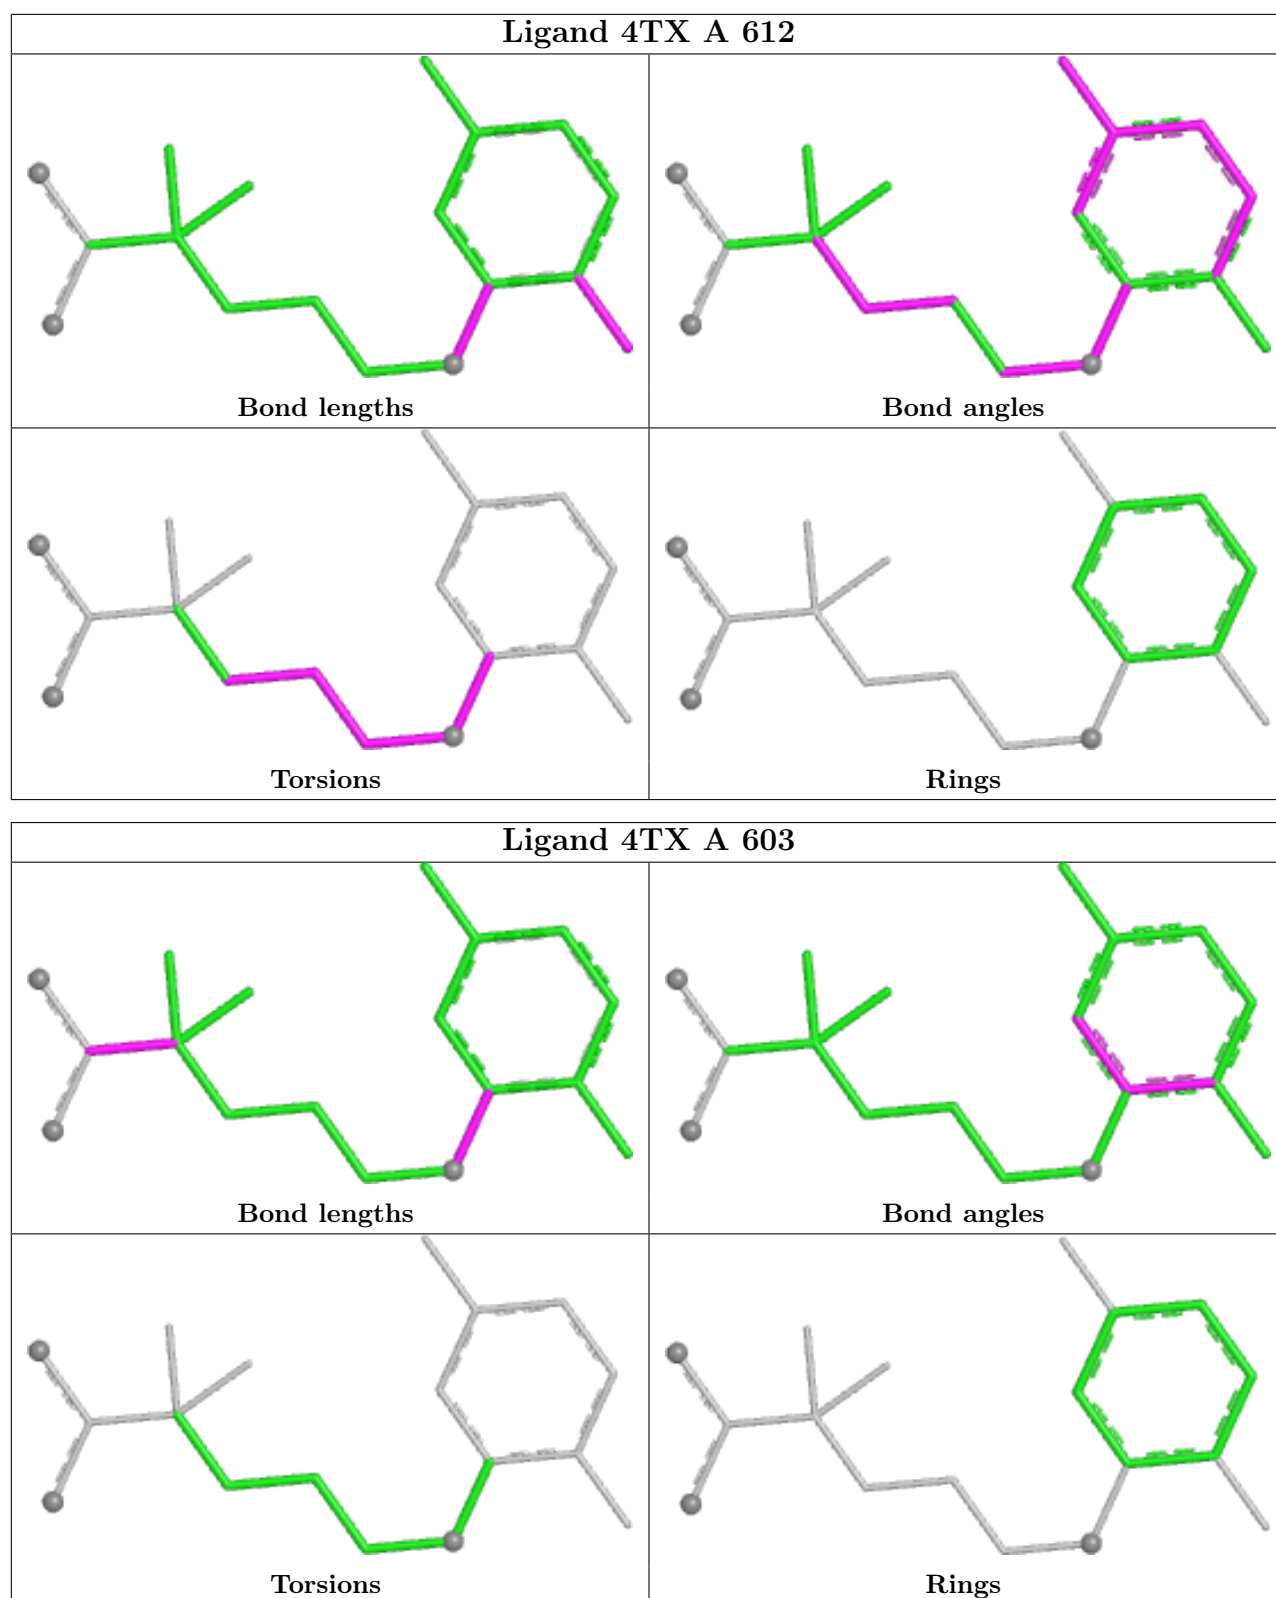 Ligand 4TX A 612
Bond lengths
Bond angles
Torsions
Rings
Ligand 4TX A 603
Bond lengths
Bond angles
Torsions
Rings